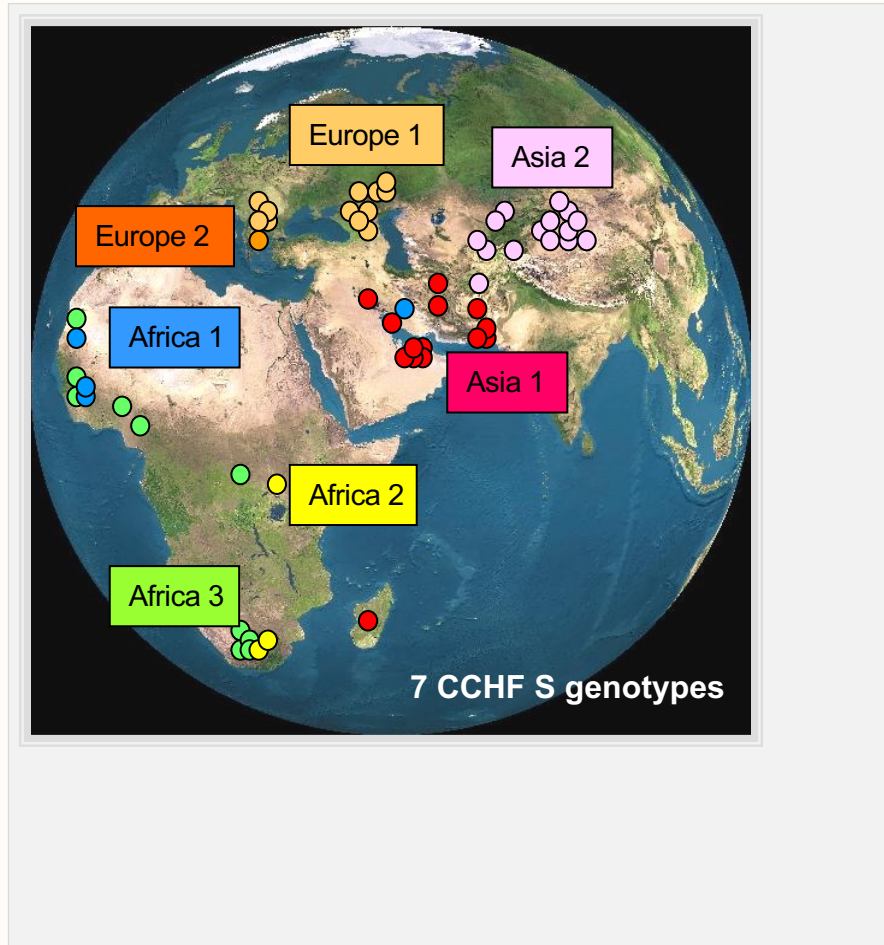 Europe 1
Asia 2
Europe 2
Africa 1
Asia 1
Africa 2
Africa 3
7 CCHF S genotypes